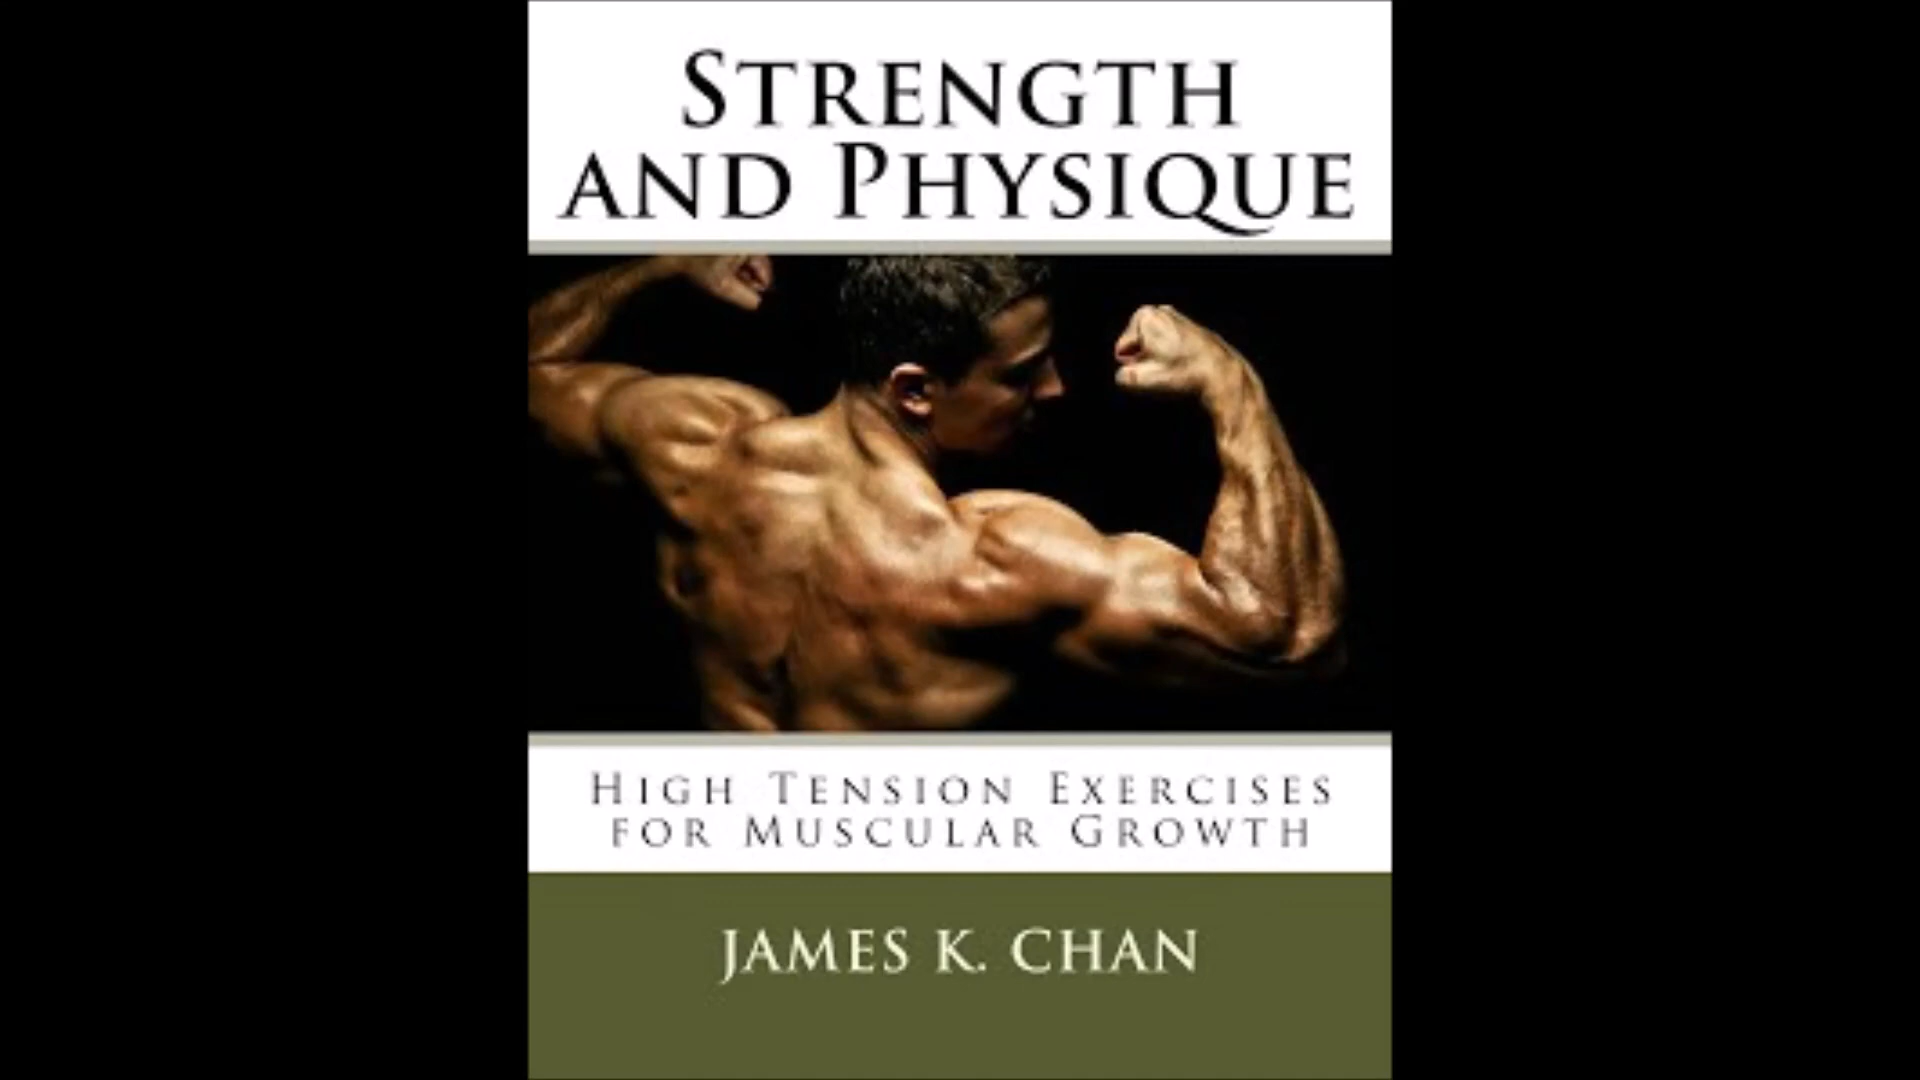 Strength
and Physique
High Tension Exercises
for Muscular Growth
James K. Chan